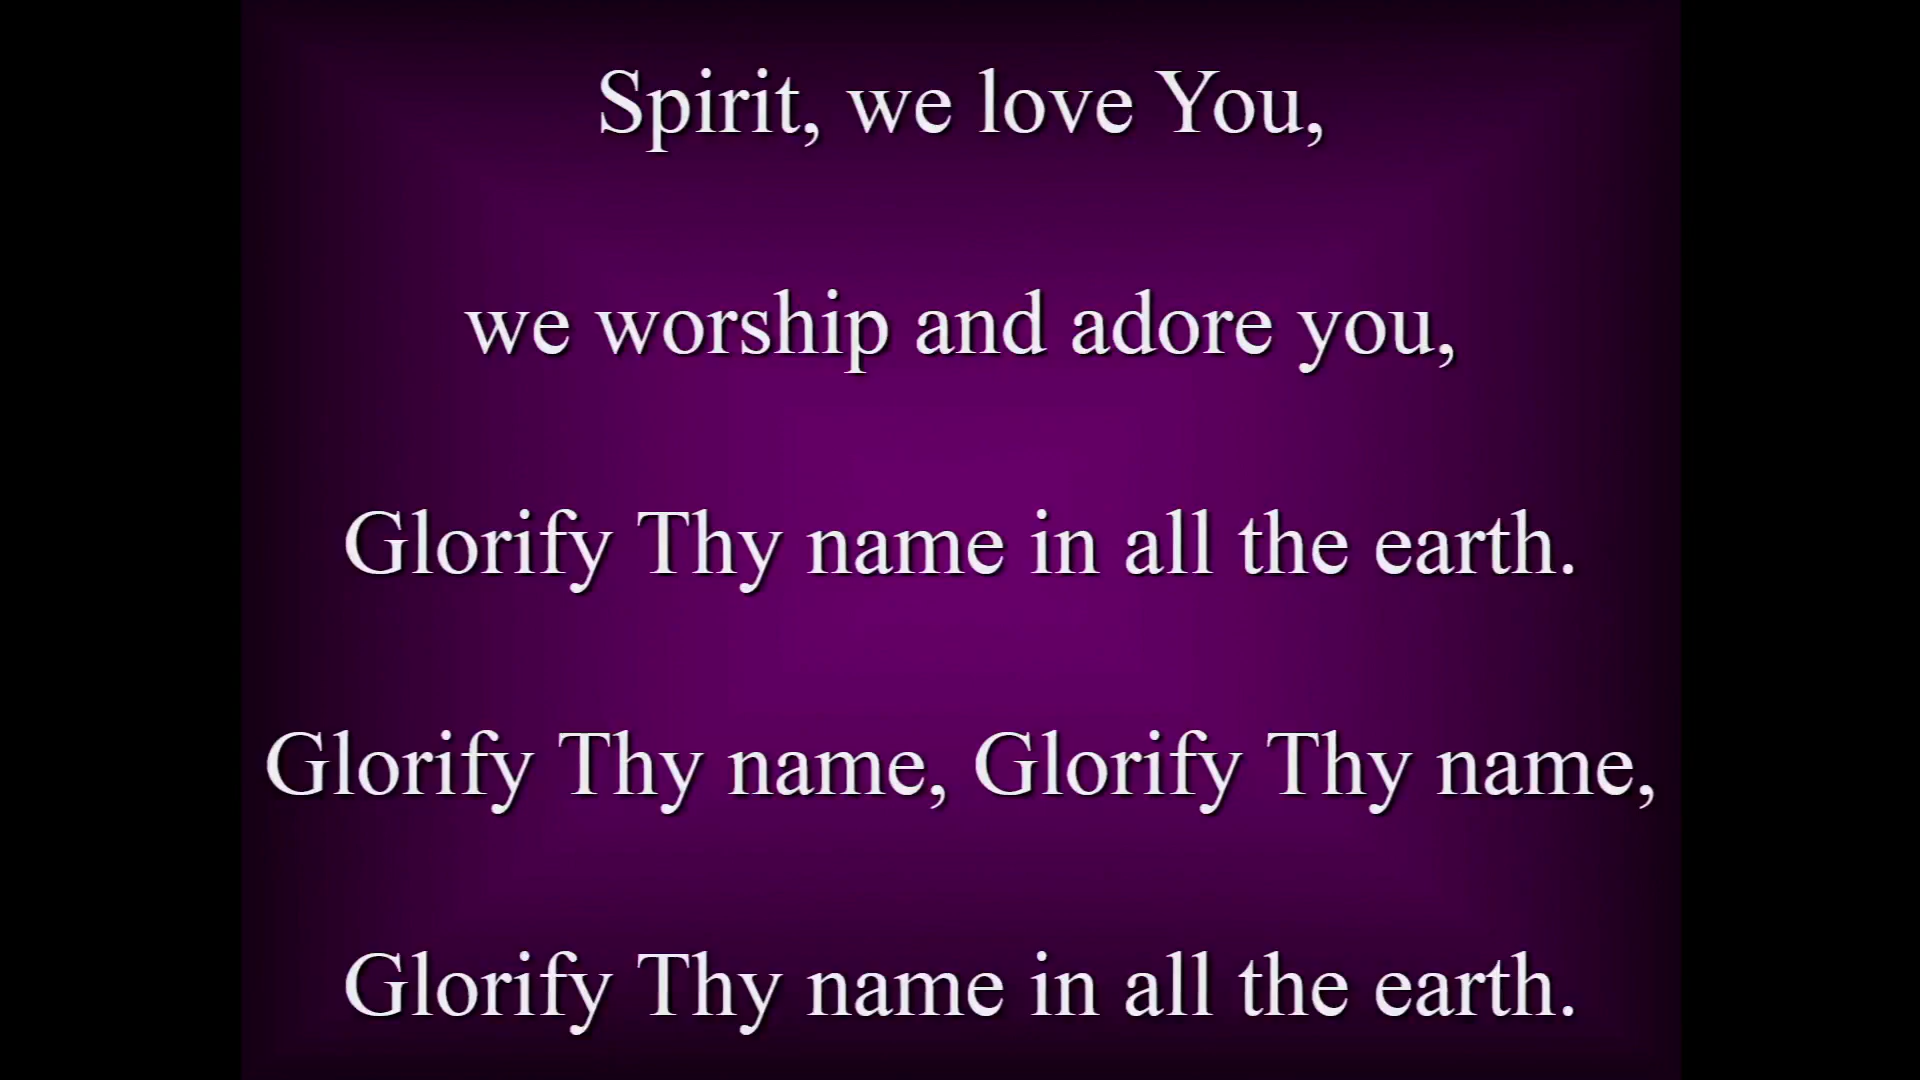 Spirit, we love You,
we worship and adore you,
Glorify Thy name in all the earth.
Glorify Thy name, Glorify Thy name,
Glorify Thy name in all the earth.